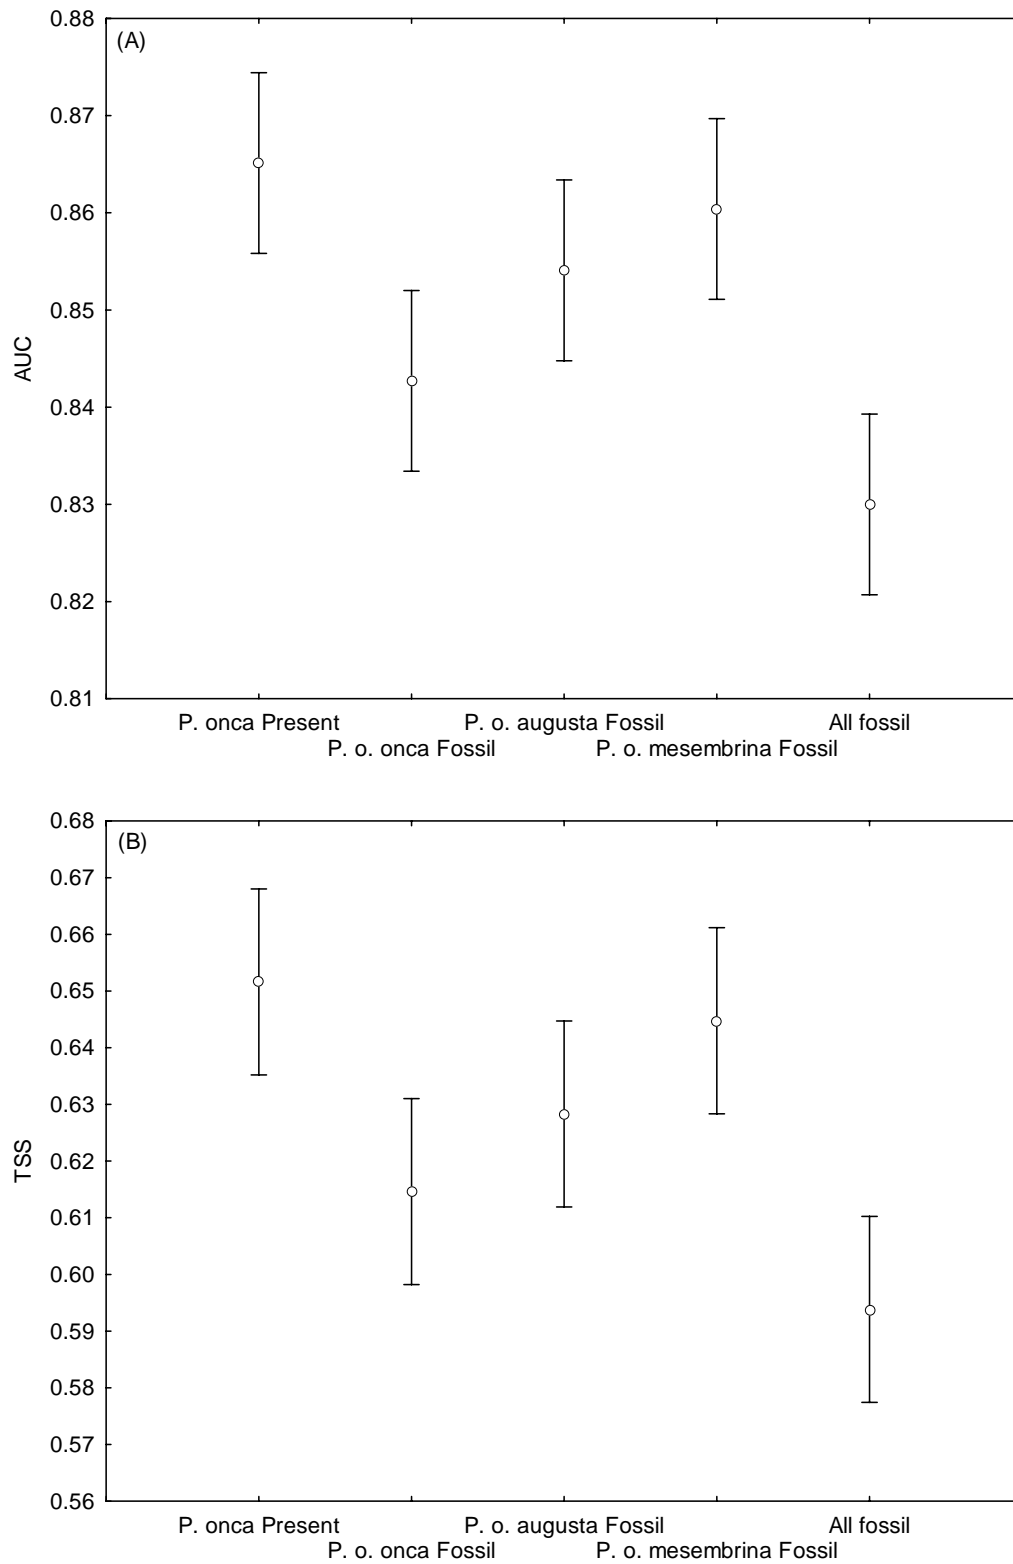 (A)
0.88
0.87
0.86
0.85
0.84
0.83
0.82
0.81
AUC
P. onca Present
P. o. augusta Fossil
All fossil
P. o. onca Fossil
P. o. mesembrina Fossil
(B)
0.68
0.67
0.66
0.65
0.64
0.63
0.62
0.61
0.60
0.59
0.58
0.57
0.56
TSS
P. onca Present
P. o. augusta Fossil
All fossil
P. o. onca Fossil
P. o. mesembrina Fossil